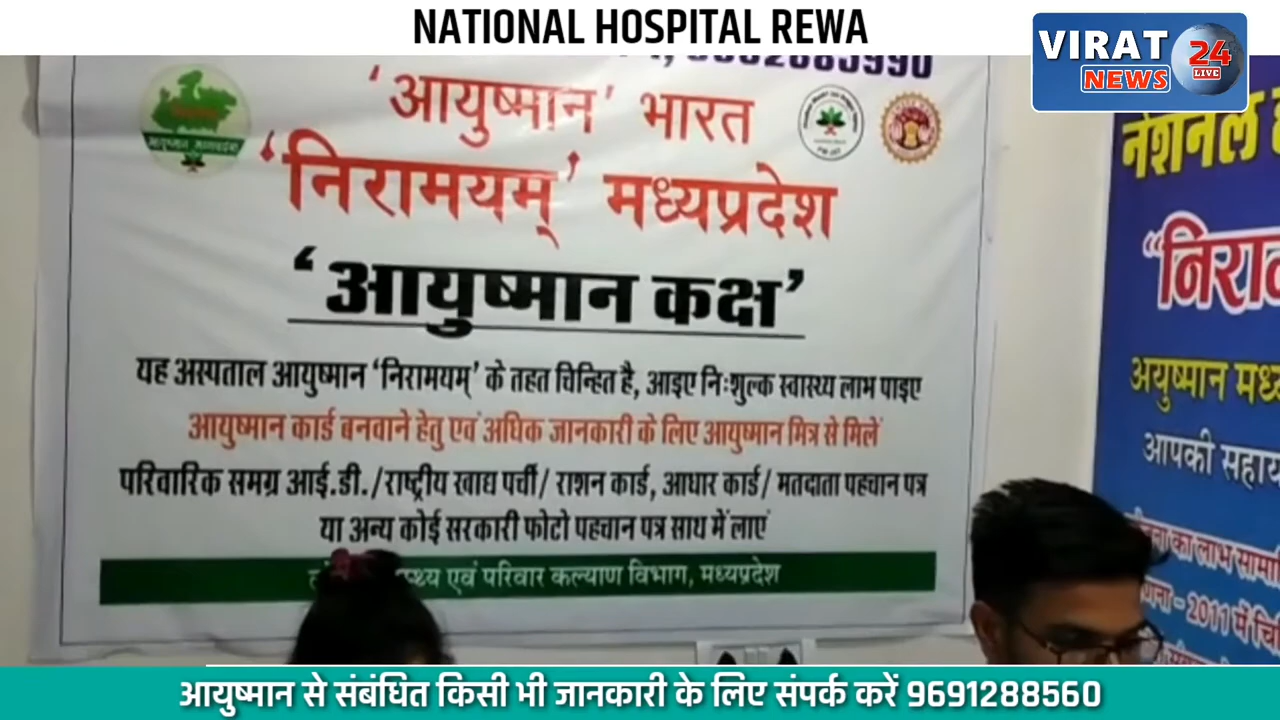 NATIONAL HOSPITAL REWA
VIRAT
NEWS
24
LIVE
‘आयुष्मान’ भारत
‘निरामयम्’ मध्यप्रदेश
‘आयुष्मान कक्ष’
यह अस्पताल आयुष्मान ‘निरामयम्’ के तहत चिन्हित है, आइए निःशुल्क स्वास्थ्य लाभ पाइए
आयुष्मान कार्ड बनवाने हेतु एवं अधिक जानकारी के लिए आयुष्मान मित्र से मिलें
परिवारिक समग्र आई.डी./राष्ट्रीय खाद्य पर्ची/ राशन कार्ड, आधार कार्ड/ मतदाता पहचान पत्र
या अन्य कोई सरकारी फोटो पहचान पत्र साथ में लाएं
एवं परिवार कल्याण विभाग, मध्यप्रदेश
नेशनल
अयुष्मान
आपकी
का लाभ
2011 में
आयुष्मान से संबंधित किसी भी जानकारी के लिए संपर्क करें 9691288560